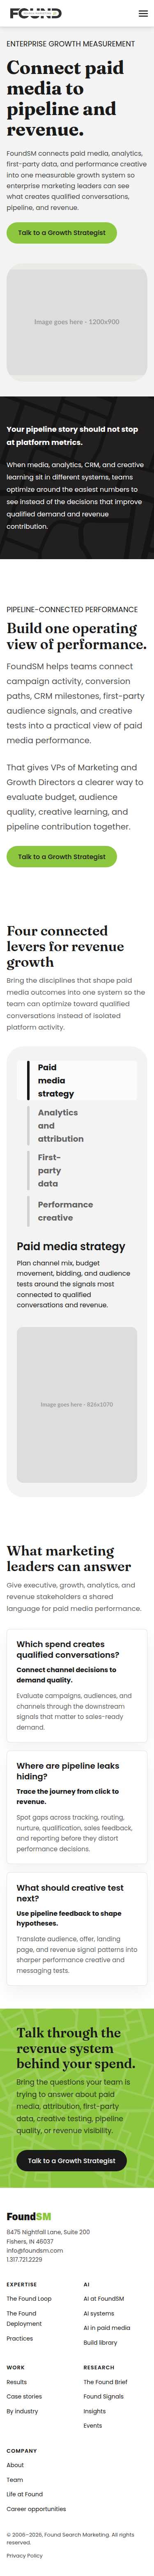 FOUND
ENTERPRISE GROWTH MEASUREMENT
Connect paid
media to
pipeline and
revenue.
FoundSM connects paid media, analytics,
first-party data, and performance creative
into one measurable growth system so
enterprise marketing leaders can see
what creates qualified conversations,
pipeline, and revenue.
Talk to a Growth Strategist
Image goes here - 1200x900
Your pipeline story should not stop
at platform metrics.
When media, analytics, CRM, and creative
learning sit in different systems, teams
optimize around the easiest numbers to
see instead of the decisions that improve
qualified demand and revenue
contribution.
PIPELINE-CONNECTED PERFORMANCE
Build one operating
view of performance.
FoundSM helps teams connect
campaign activity, conversion
paths, CRM milestones, first-party
audience signals, and creative
tests into a practical view of paid
media performance.
That gives VPs of Marketing and
Growth Directors a clearer way to
evaluate budget, audience
quality, creative learning, and
pipeline contribution together.
Talk to a Growth Strategist
Four connected
levers for revenue
growth
Bring the disciplines that shape paid
media outcomes into one system so the
team can optimize toward qualified
conversations instead of isolated
platform activity.
Paid
media
strategy
Analytics
and
attribution
First-
party
data
Performance
creative
Paid media strategy
Plan channel mix, budget
movement, bidding, and audience
tests around the signals most
connected to qualified
conversations and revenue.
Image goes here - 826x1070
What marketing
leaders can answer
Give executive, growth, analytics, and
revenue stakeholders a shared
language for paid media performance.
Which spend creates
qualified conversations?
Connect channel decisions to
demand quality.
Evaluate campaigns, audiences, and
channels through the downstream
signals that matter to sales-ready
demand.
Where are pipeline leaks
hiding?
Trace the journey from click to
revenue.
Spot gaps across tracking, routing,
nurture, qualification, sales feedback,
and reporting before they distort
performance decisions.
What should creative test
next?
Use pipeline feedback to shape
hypotheses.
Translate audience, offer, landing
page, and revenue signal patterns into
sharper performance creative and
messaging tests.
Talk through the
revenue system
behind your spend.
Bring the questions your team is
trying to answer about paid
media, attribution, first-party
data, creative testing, pipeline
quality, or revenue visibility.
Talk to a Growth Strategist
FoundSM
8475 Nightfall Lane, Suite 200
Fishers, IN 46037
info@foundsm.com
1.317.721.2229
EXPERTISE
The Found Loop
The Found
Deployment
Practices
AI
AI at FoundSM
AI systems
AI in paid media
Build library
WORK
Results
Case stories
By industry
RESEARCH
The Found Brief
Found Signals
Insights
Events
COMPANY
About
Team
Life at Found
Career opportunities
© 2006-2026, Found Search Marketing. All rights
reserved.
Privacy Policy